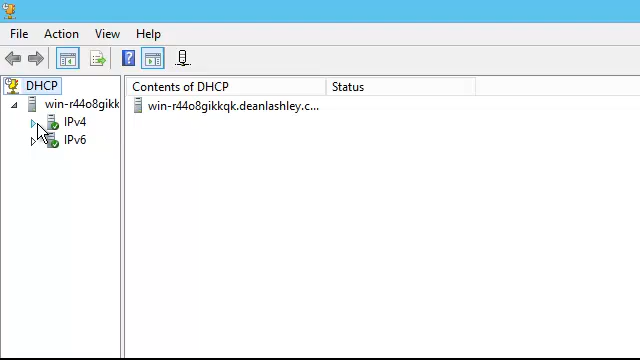 File Action View Help
DHCP
win-r44o8gikk
IPv4
IPv6
Contents of DHCP Status
win-r44o8gikkqk.deanlashley.c...